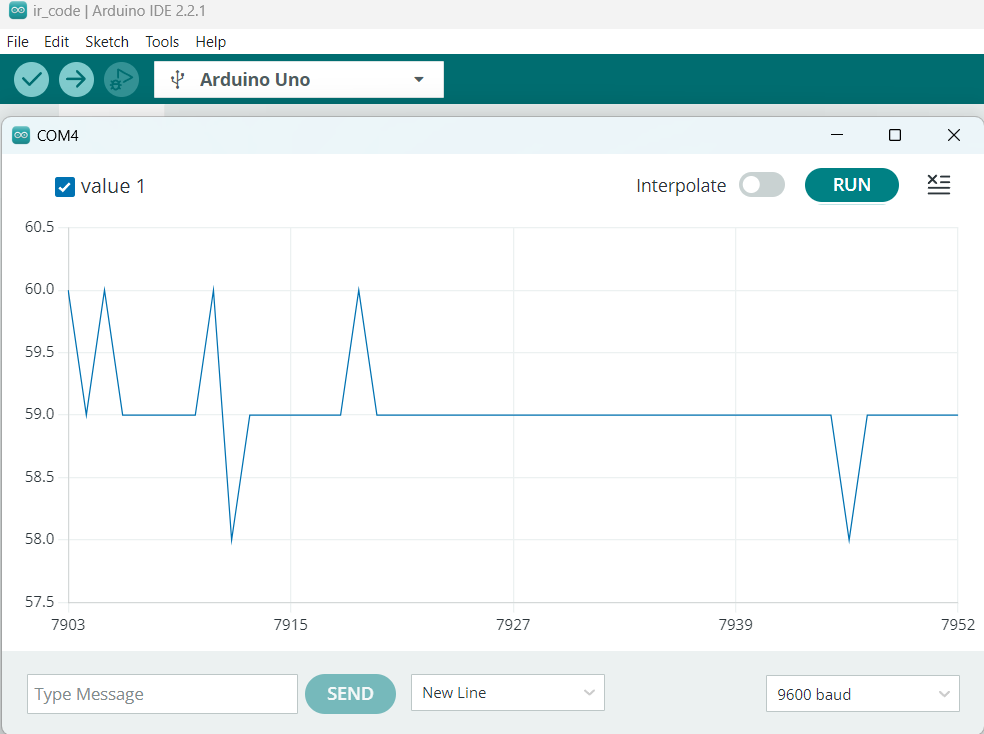 ir_code | Arduino IDE 2.2.1
File Edit Sketch Tools Help
Arduino Uno
COM4
value 1 Interpolate RUN
60.5
60.0
59.5
59.0
58.5
58.0
57.5
7903 7915 7927 7939 7952
Type Message SEND New Line 9600 baud